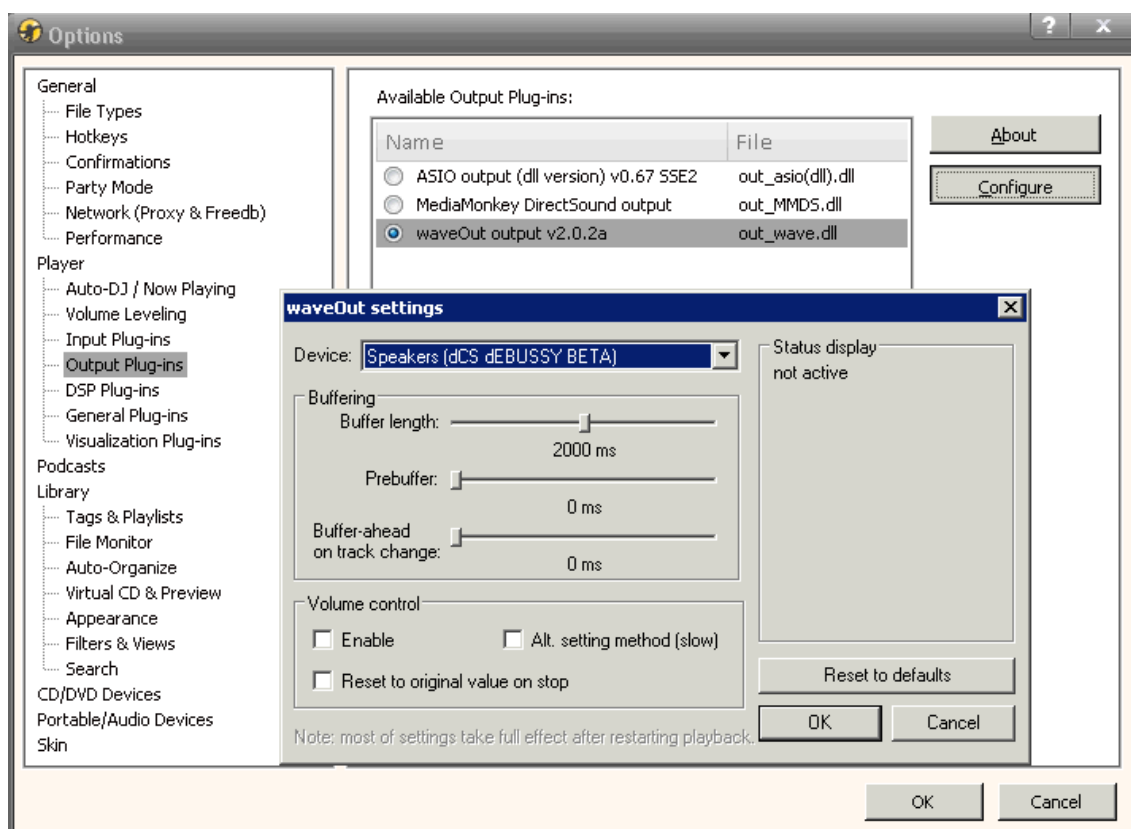 Options
General
File Types
Hotkeys
Confirmations
Party Mode
Network (Proxy & Freedb)
Performance
Player
Auto-DJ / Now Playing
Volume Leveling
Input Plug-ins
Output Plug-ins
DSP Plug-ins
General Plug-ins
Visualization Plug-ins
Podcasts
Library
Tags & Playlists
File Monitor
Auto-Organize
Virtual CD & Preview
Appearance
Filters & Views
Search
CD/DVD Devices
Portable/Audio Devices
Skin
Available Output Plug-ins:
Name File
ASIO output (dll version) v0.67 SSE2 out_asio(dll).dll
MediaMonkey DirectSound output out_MMDS.dll
waveOut output v2.0.2a out_wave.dll
About
Configure
waveOut settings
Device: Speakers (dCS dEBUSSY BETA)
Buffering
Buffer length:
2000 ms
Prebuffer:
0 ms
Buffer-ahead
on track change:
0 ms
Volume control
Enable Alt. setting method (slow)
Reset to original value on stop
Note: most of settings take full effect after restarting playback.
Status display
not active
Reset to defaults
OK Cancel
OK Cancel